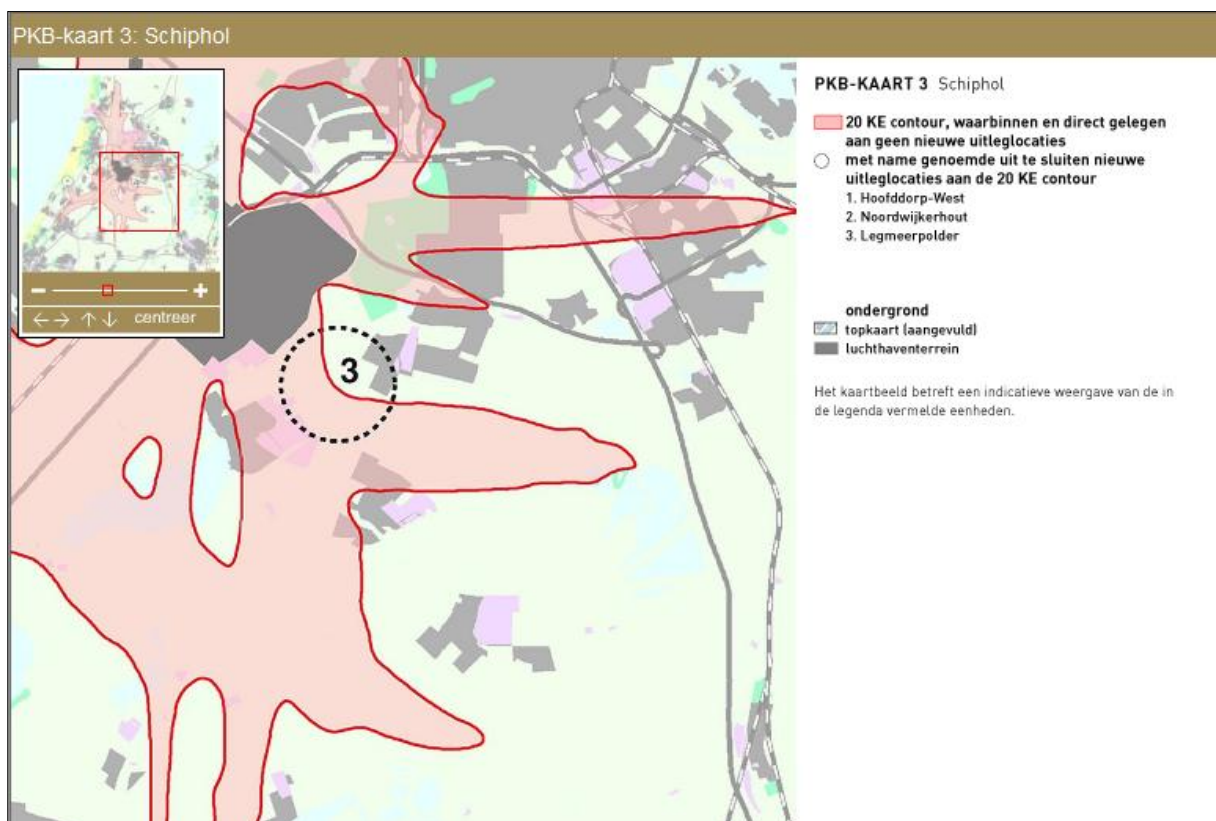 PKB-kaart 3: Schiphol
centreer
3
PKB-KAART 3 Schiphol
20 KE contour, waarbinnen en direct gelegen
aan geen nieuwe uitleglocaties
met name genoemde uit te sluiten nieuwe
uitleglocaties aan de 20 KE contour
1. Hoofddorp-West
2. Noordwijkerhout
3. Legmeerpolder
ondergrond
topkaart (aangevuld)
luchthaventerrein
Het kaartbeeld betreft een indicatieve weergave van de in
de legenda vermelde eenheden.